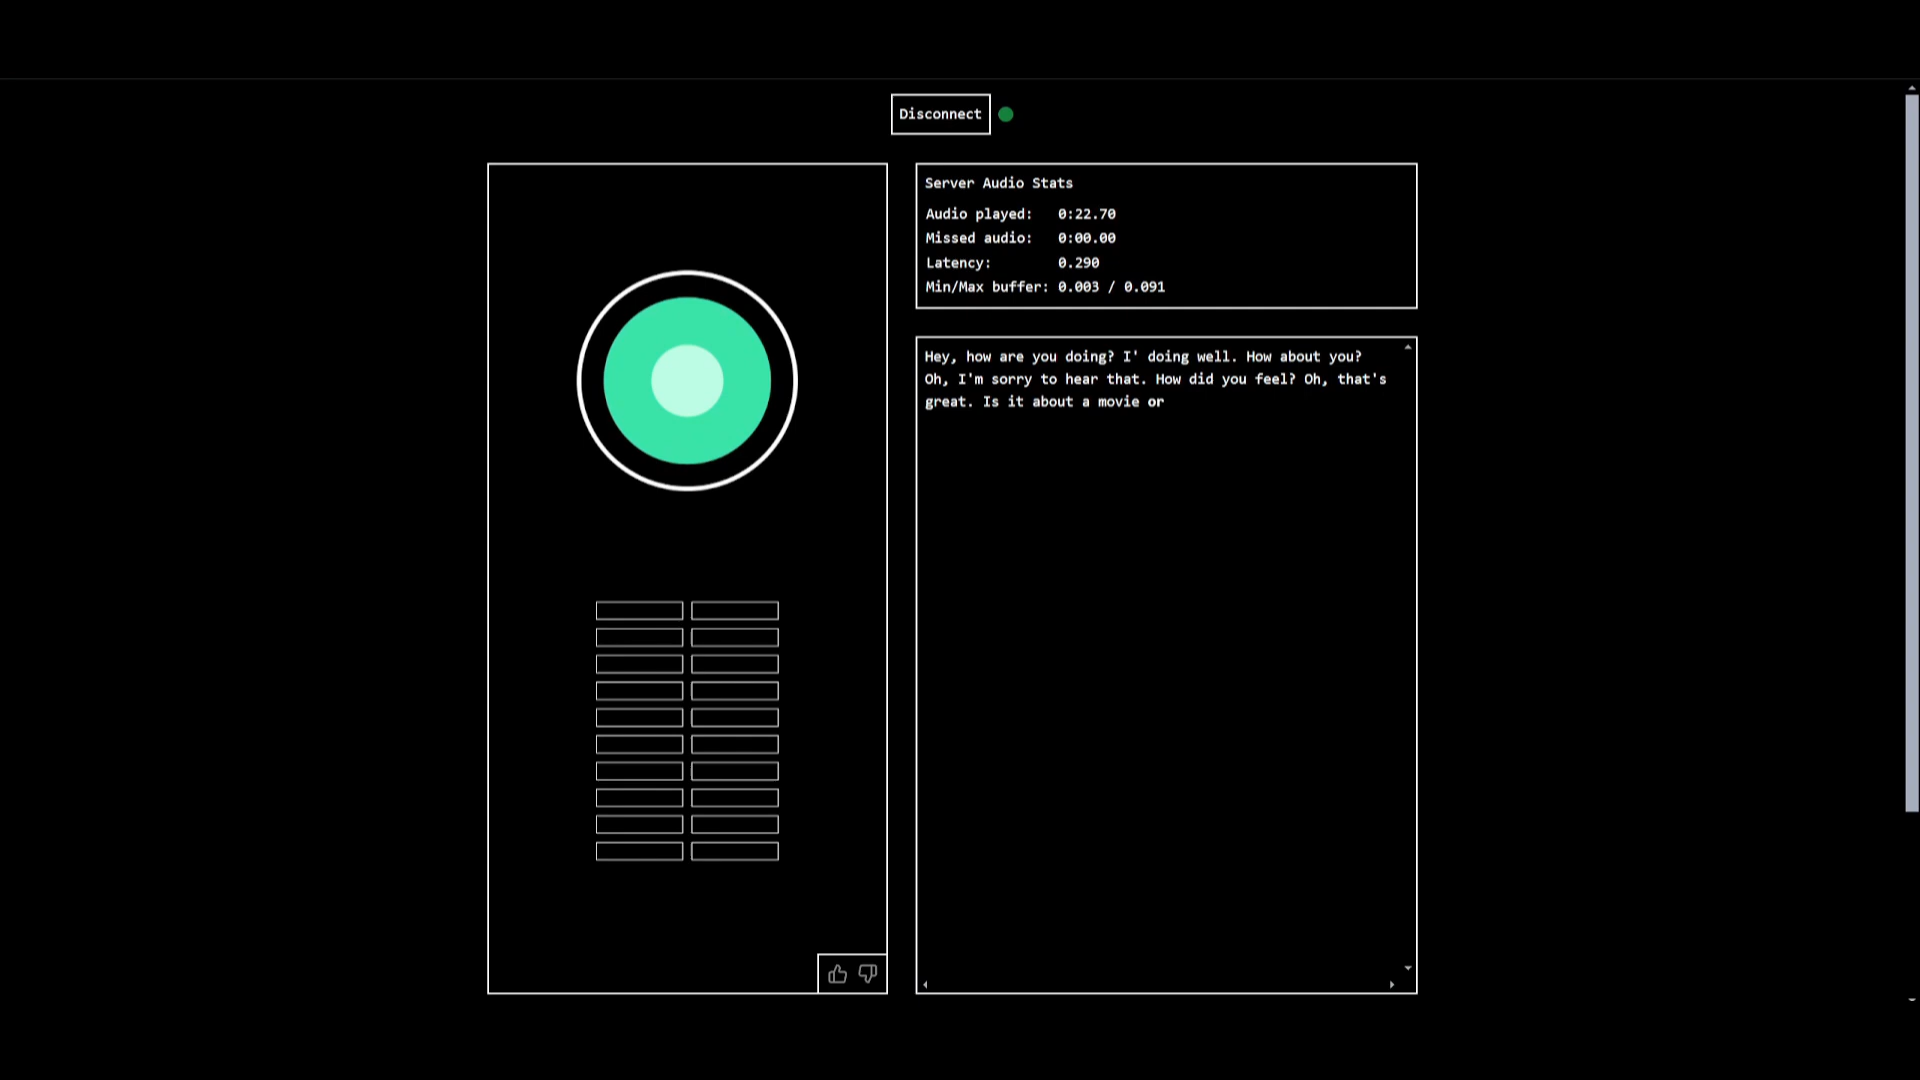 Disconnect
Server Audio Stats
Audio played: 0:22.70
Missed audio: 0:00.00
Latency: 0.290
Min/Max buffer: 0.003 / 0.091
Hey, how are you doing? I' doing well. How about you?
Oh, I'm sorry to hear that. How did you feel? Oh, that's
great. Is it about a movie or